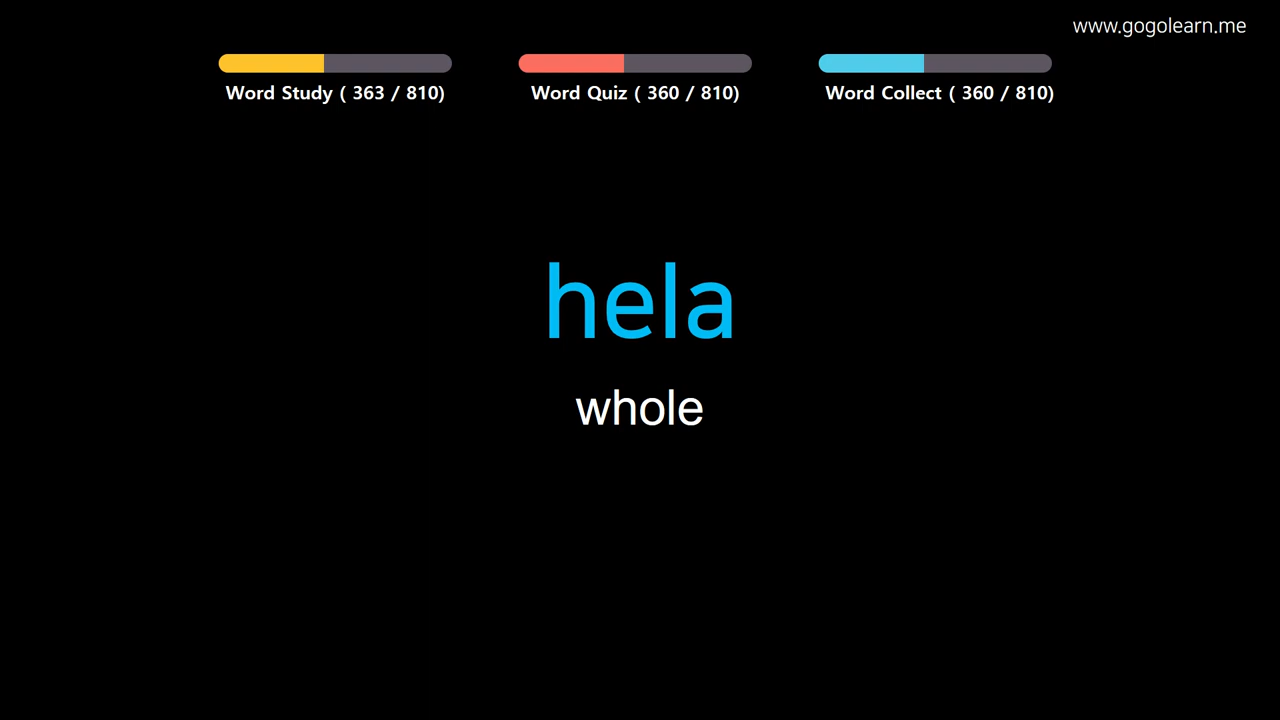 www.gogolearn.me
Word Study ( 363 / 810)
Word Quiz ( 360 / 810)
Word Collect ( 360 / 810)
hela
whole